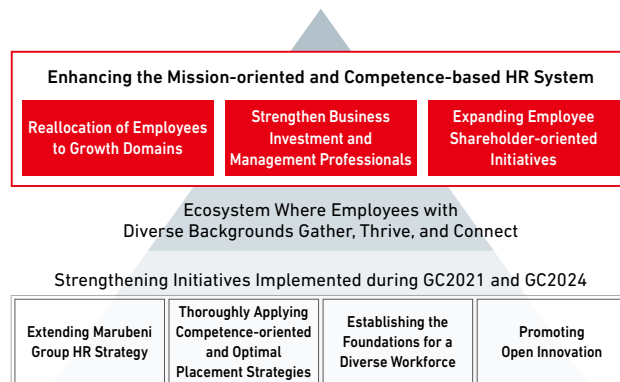 Enhancing the Mission-oriented and Competence-based HR System
Reallocation of Employees
to Growth Domains
Strengthen Business
Investment and
Management Professionals
Expanding Employee
Shareholder-oriented
Initiatives
Ecosystem Where Employees with
Diverse Backgrounds Gather, Thrive, and Connect
Strengthening Initiatives Implemented during GC2021 and GC2024
Extending Marubeni
Group HR Strategy
Thoroughly Applying
Competence-oriented
and Optimal
Placement Strategies
Establishing the
Foundations for a
Diverse Workforce
Promoting
Open Innovation